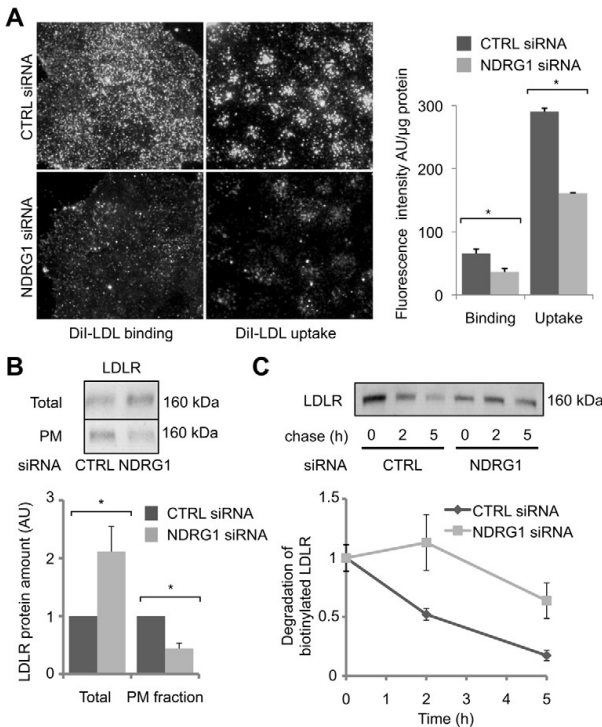 A
CTRL siRNA
NDRG1 siRNA
DiI-LDL binding
DiI-LDL uptake
Fluorescence intensity AU/µg protein
CTRL siRNA
NDRG1 siRNA
300
200
100
0
*
*
Binding
Uptake
B
LDLR
Total
160 kDa
PM
160 kDa
siRNA CTRL NDRG1
LDLR protein amount (AU)
CTRL siRNA
NDRG1 siRNA
3
2
1
0
*
*
Total
PM fraction
C
LDLR
160 kDa
chase (h) 0 2 5 0 2 5
siRNA CTRL NDRG1
Degradation of
biotinylated LDLR
CTRL siRNA
NDRG1 siRNA
1.5
1
0.5
0
0 1 2 3 4 5
Time (h)